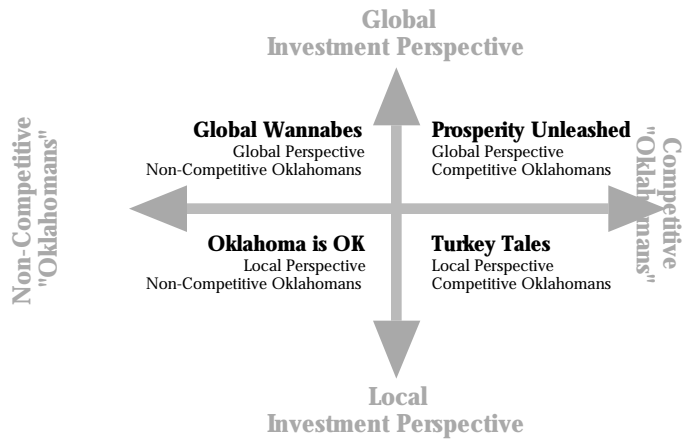 Global
Investment Perspective
Non-Competitive
"Oklahomans"
Global Wannabes
Global Perspective
Non-Competitive Oklahomans
Prosperity Unleashed
Global Perspective
Competitive Oklahomans
Competitive
"Oklahomans"
Oklahoma is OK
Local Perspective
Non-Competitive Oklahomans
Turkey Tales
Local Perspective
Competitive Oklahomans
Local
Investment Perspective